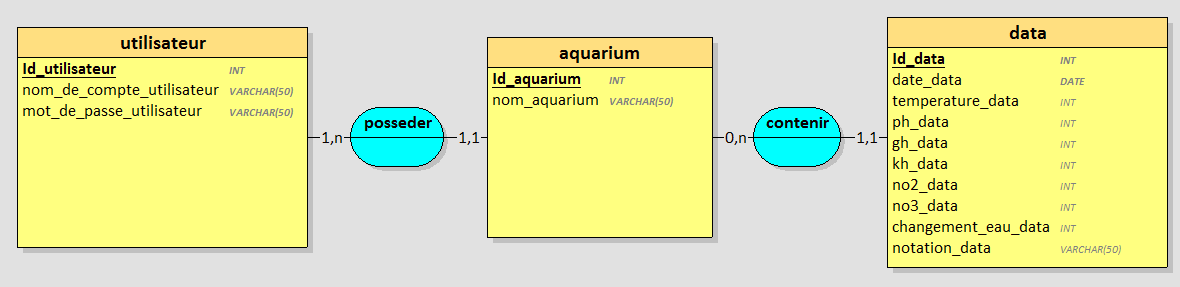 utilisateur
Id_utilisateur INT
nom_de_compte_utilisateur VARCHAR(50)
mot_de_passe_utilisateur VARCHAR(50)
1,n
posseder
1,1
aquarium
Id_aquarium INT
nom_aquarium VARCHAR(50)
0,n
contenir
1,1
data
Id_data INT
date_data DATE
temperature_data INT
ph_data INT
gh_data INT
kh_data INT
no2_data INT
no3_data INT
changement_eau_data INT
notation_data VARCHAR(50)